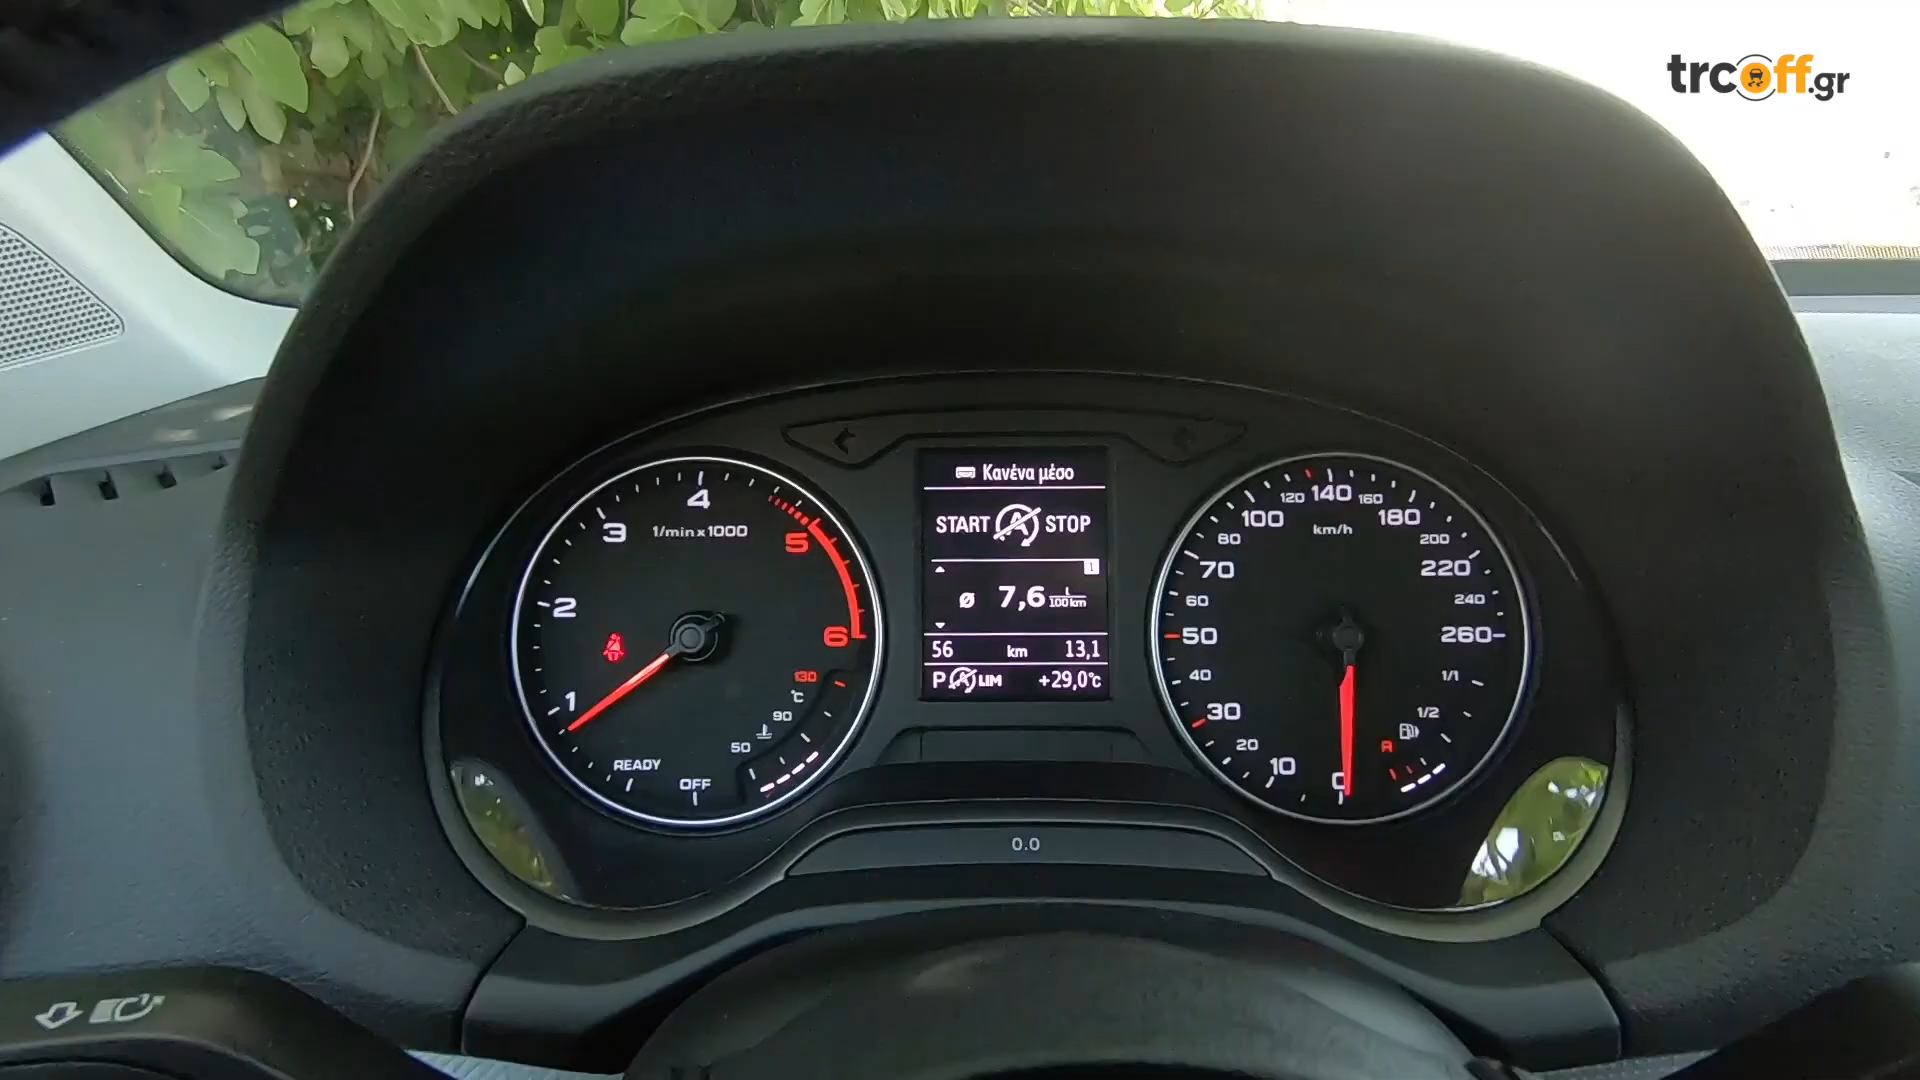 trcoff.gr
Κανένα μέσο
START A STOP
1
ø 7,6 L/100km
56 km 13,1
P A LIM +29,0°C
1/min x 1000
1
2
3
4
5
6
READY
OFF
50
90
°C
130
km/h
0
10
20
30
40
50
60
70
80
100
120
140
160
180
200
220
240
260
1/1
1/2
R
0.0